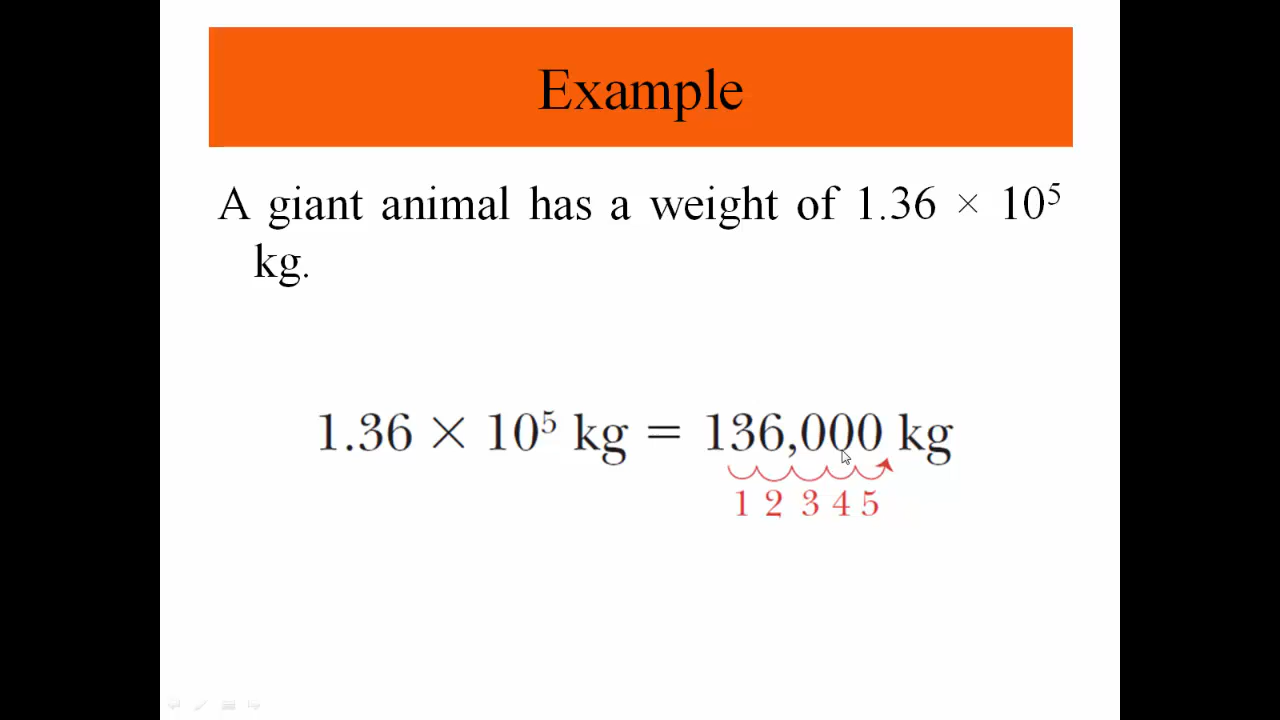 Example
A giant animal has a weight of 1.36 × 10⁵
kg.
1.36 × 10⁵ kg = 136,000 kg
1 2 3 4 5